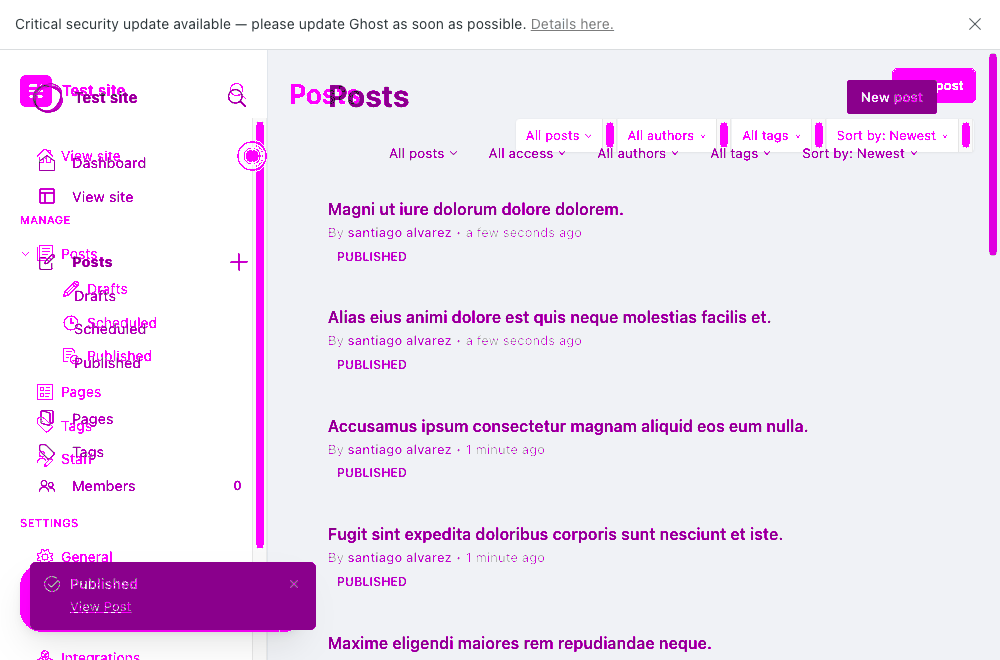 Critical security update available — please update Ghost as soon as possible. Details here.
Test site
Test site
Posts
Posts
New post
post
View site
Dashboard
View site
MANAGE
Posts
Posts
Drafts
Drafts
Scheduled
Scheduled
Published
Published
Pages
Pages
Tags
Tags
Staff
Members 0
SETTINGS
General
Integrations
All posts All authors All tags Sort by: Newest
All posts All access All authors All tags Sort by: Newest
Magni ut iure dolorum dolore dolorem.
By santiago alvarez · a few seconds ago
PUBLISHED
Alias eius animi dolore est quis neque molestias facilis et.
By santiago alvarez · a few seconds ago
PUBLISHED
Accusamus ipsum consectetur magnam aliquid eos eum nulla.
By santiago alvarez · 1 minute ago
PUBLISHED
Fugit sint expedita doloribus corporis sunt nesciunt et iste.
By santiago alvarez · 1 minute ago
PUBLISHED
Maxime eligendi maiores rem repudiandae neque.
Published
View Post